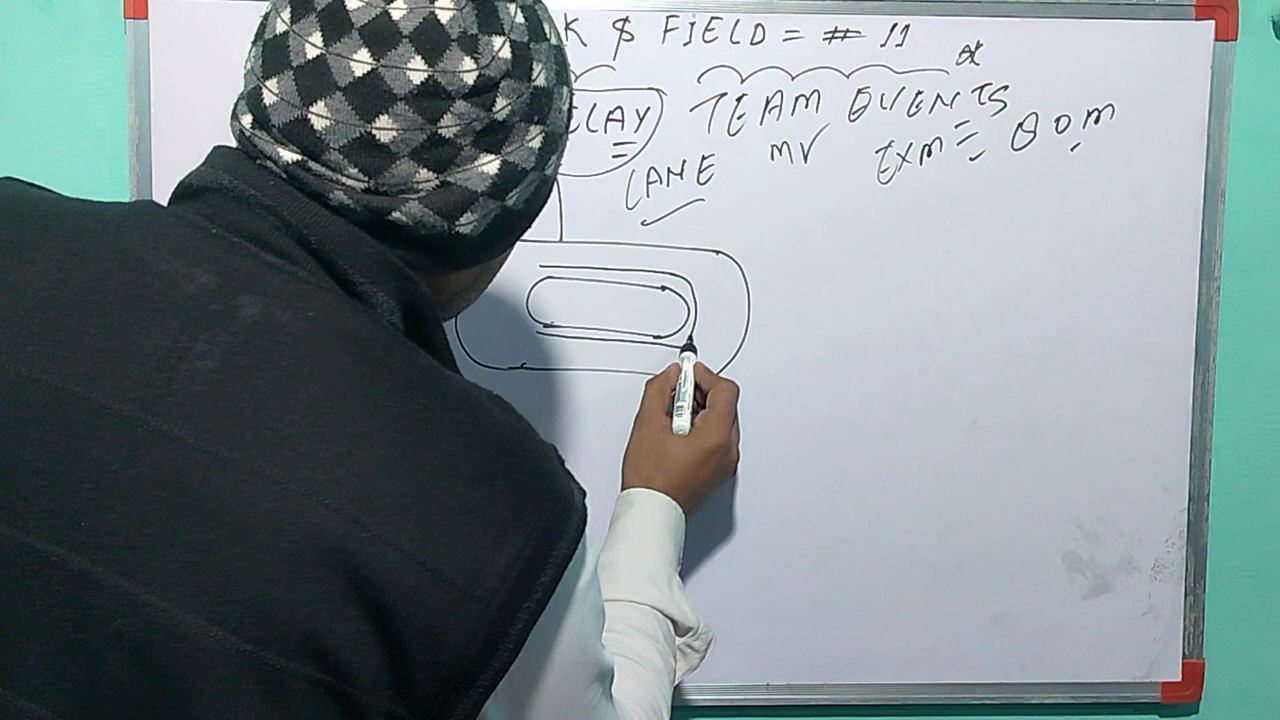 K $ FIELD = # 11
ELAY TEAM EVENTS
LANE MV EXM = 80m